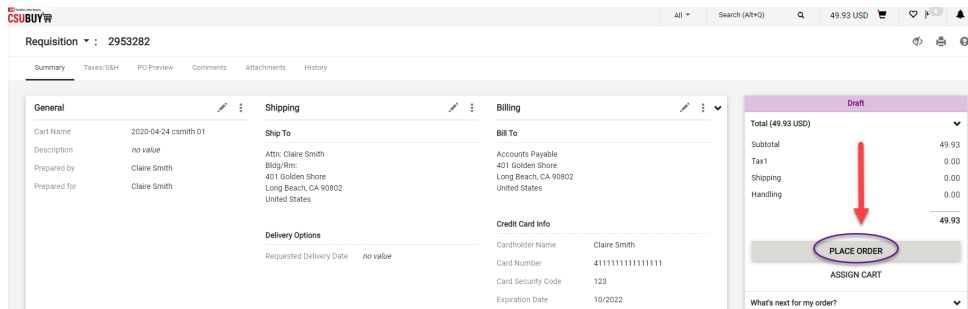 CSUBUY
All
Search (Alt+Q)
49.93 USD
Requisition : 2953282
Summary
Taxes/S&H
PO Preview
Comments
Attachments
History
General
Cart Name 2020-04-24 csmith 01
Description no value
Prepared by Claire Smith
Prepared for Claire Smith
Shipping
Ship To
Attn: Claire Smith
Bldg/Rm:
401 Golden Shore
Long Beach, CA 90802
United States
Delivery Options
Requested Delivery Date no value
Billing
Bill To
Accounts Payable
401 Golden Shore
Long Beach, CA 90802
United States
Credit Card Info
Cardholder Name Claire Smith
Card Number 4111111111111111
Card Security Code 123
Expiration Date 10/2022
Draft
Total (49.93 USD)
Subtotal 49.93
Tax1 0.00
Shipping 0.00
Handling 0.00
49.93
PLACE ORDER
ASSIGN CART
What's next for my order?